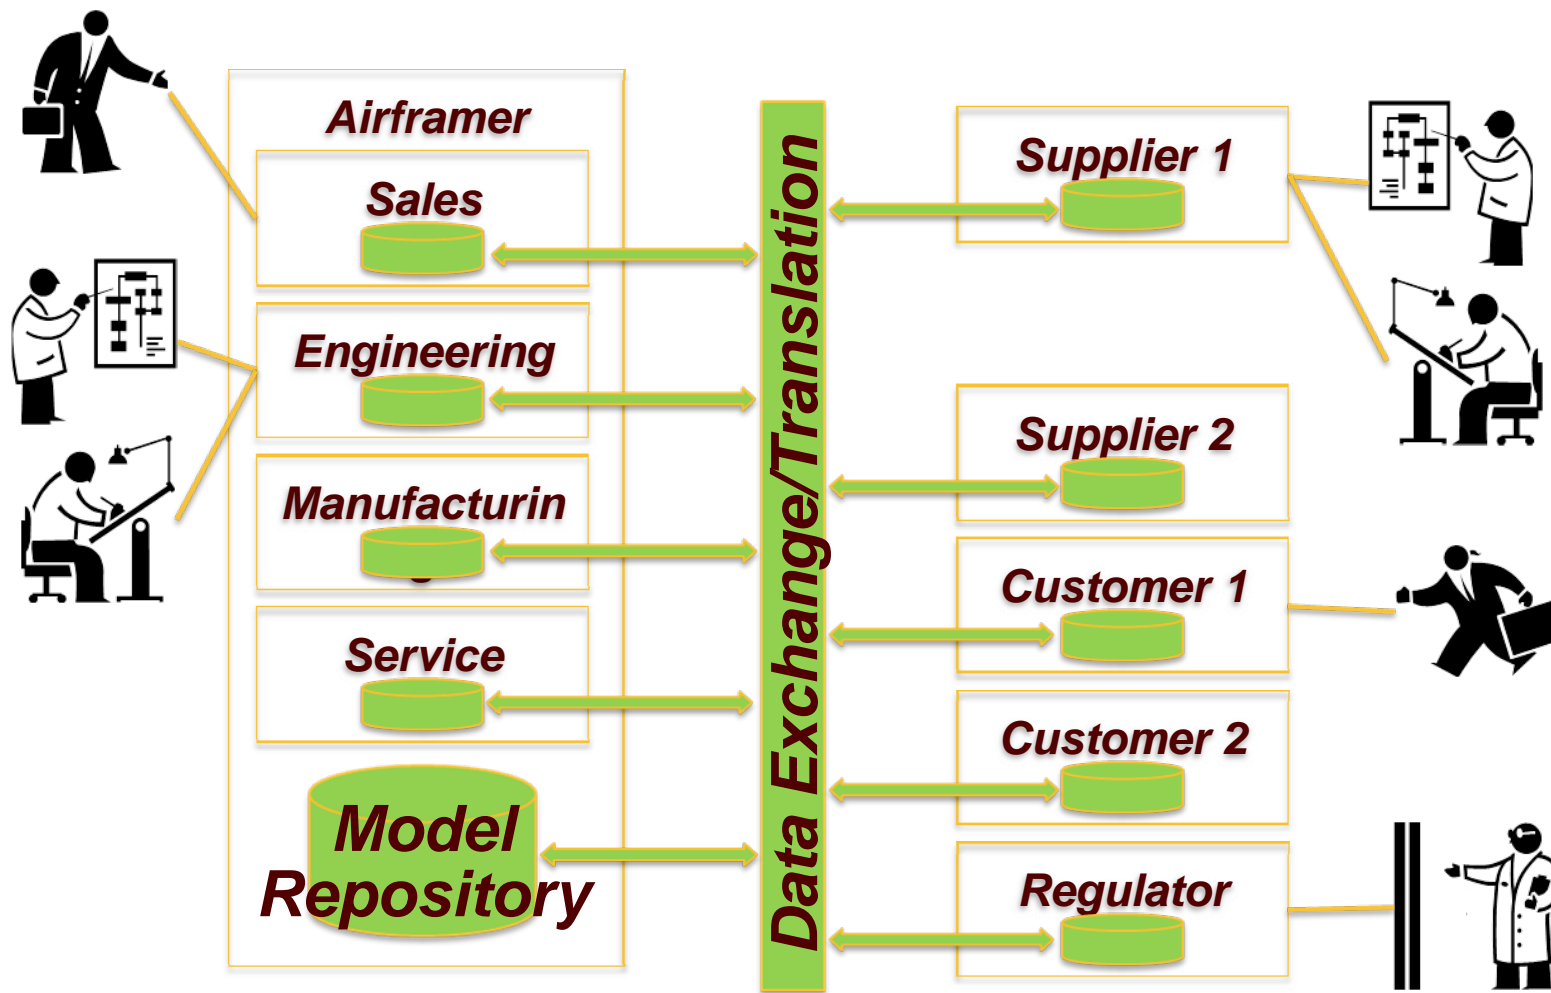 Airframer
Sales
Engineering
Manufacturin
Service
Model
Repository
Data Exchange/Translation
Supplier 1
Supplier 2
Customer 1
Customer 2
Regulator